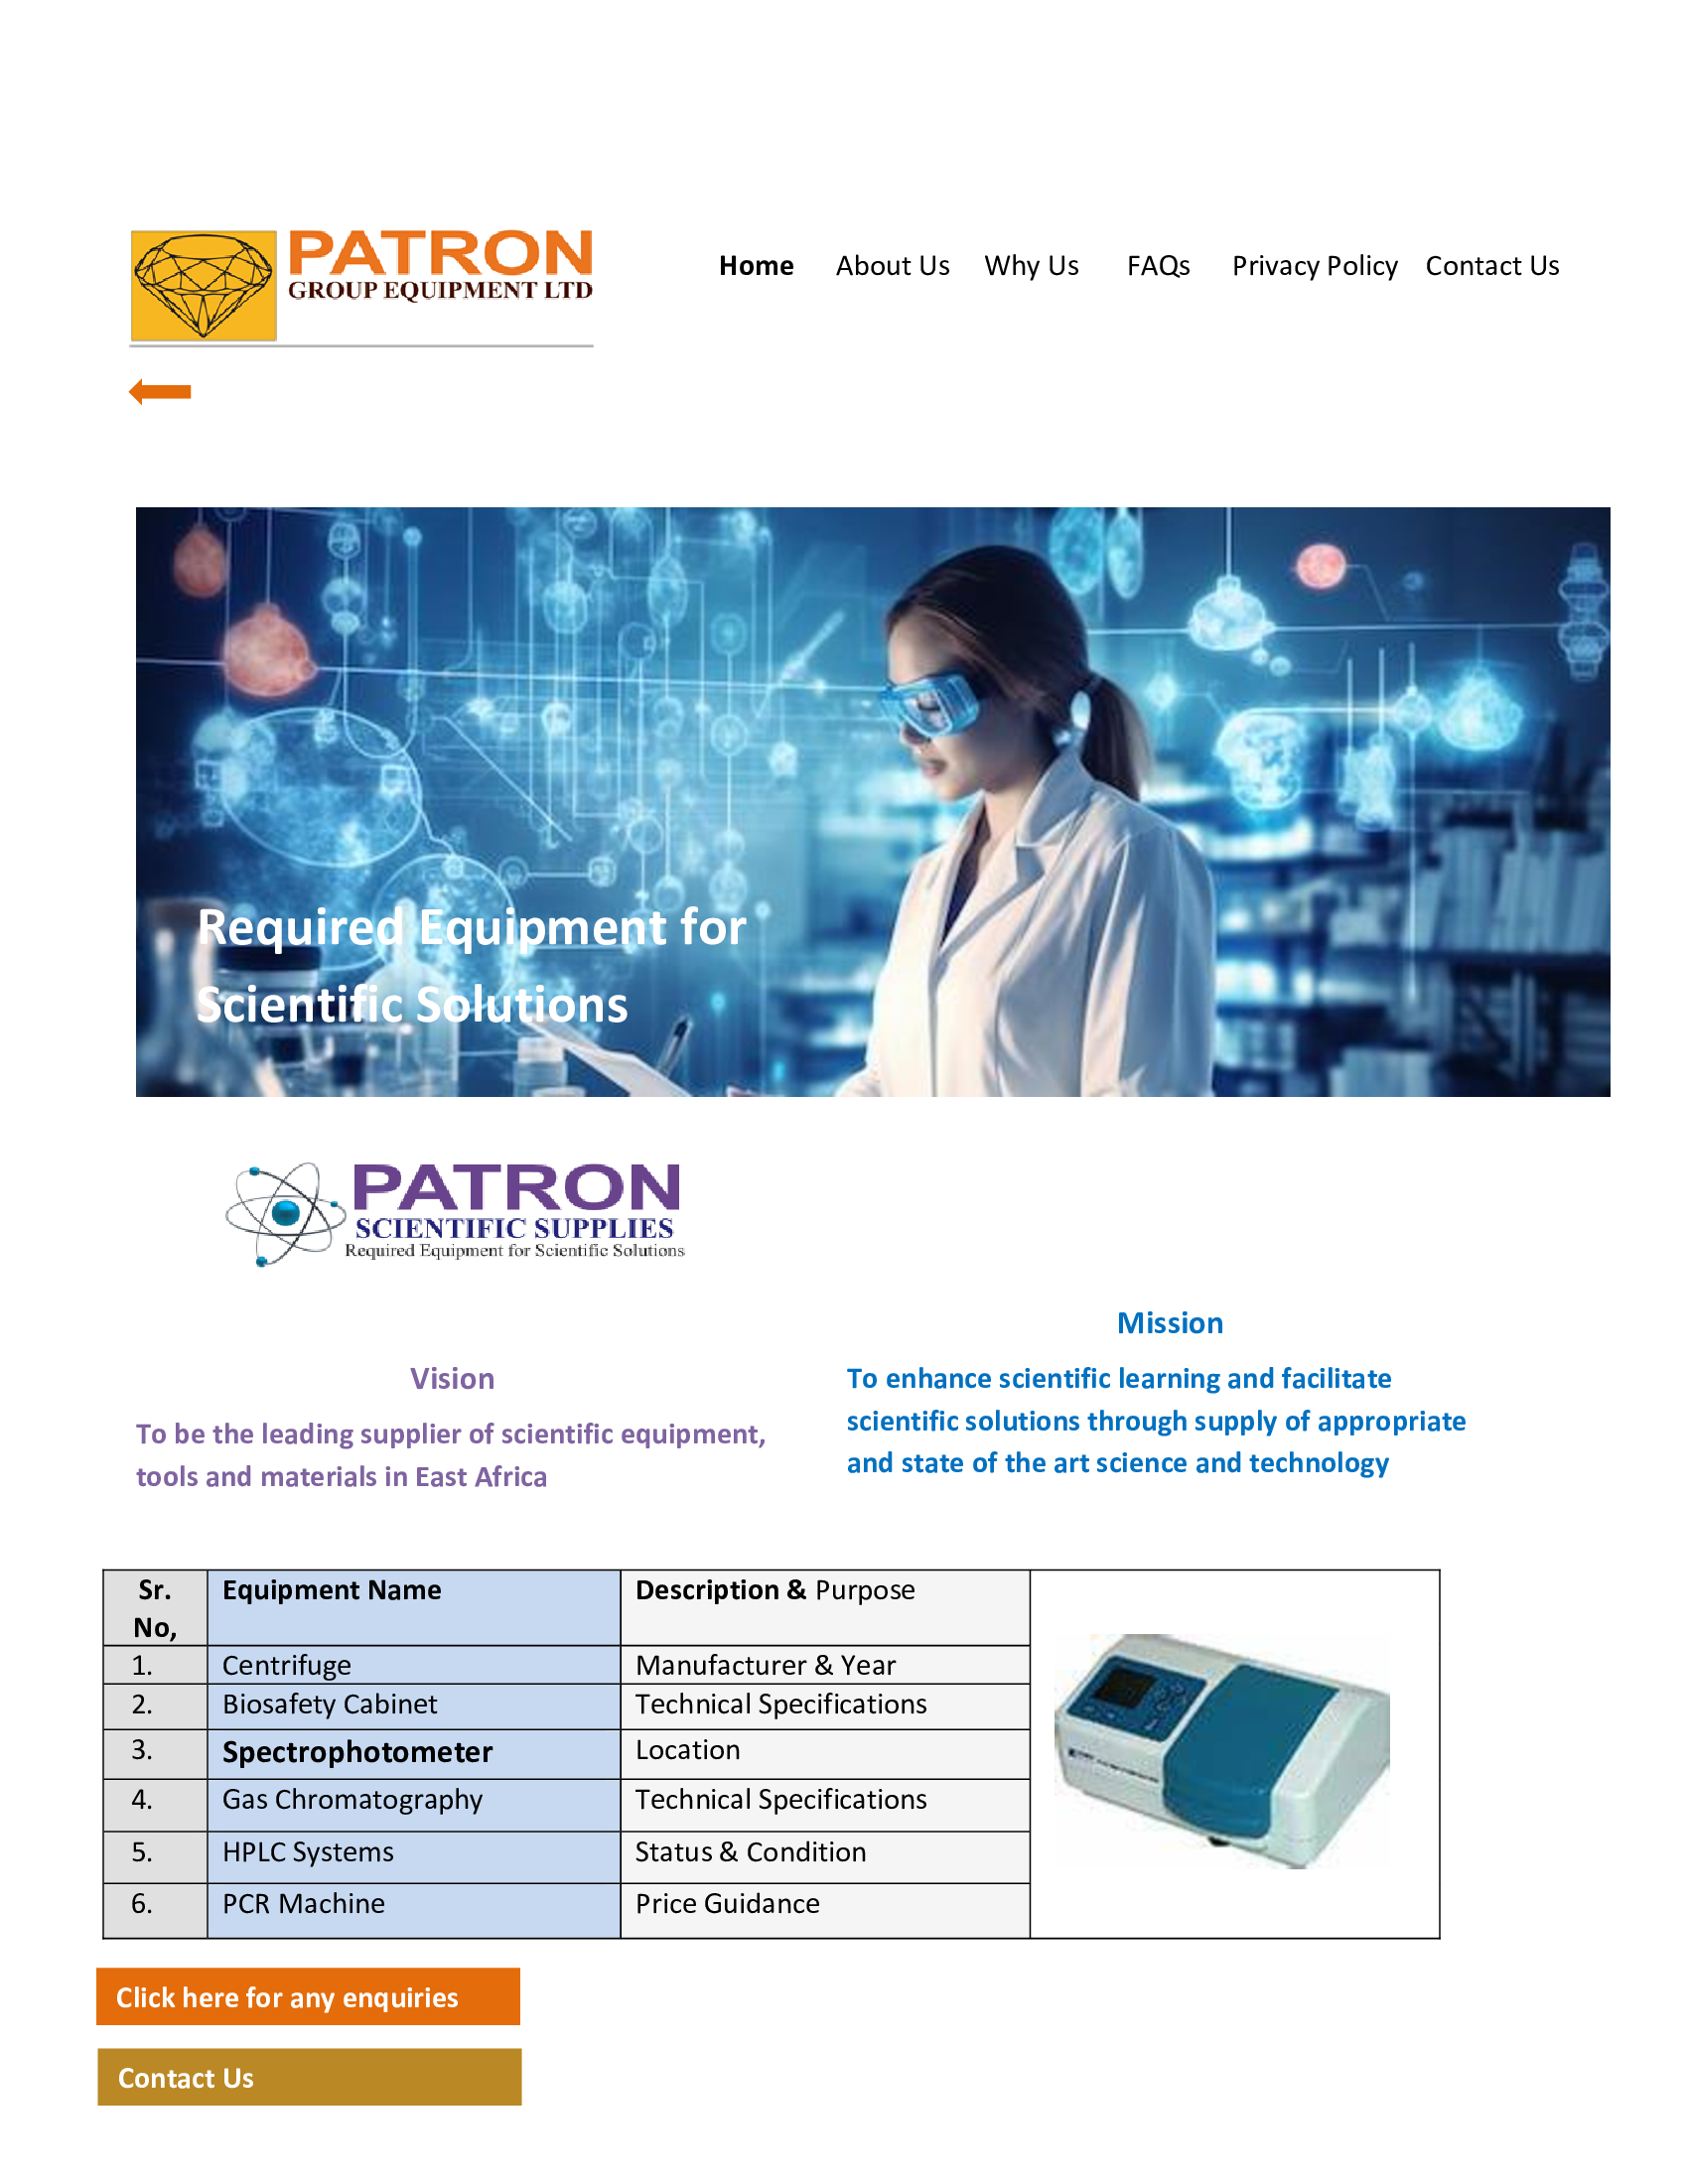 PATRON
GROUP EQUIPMENT LTD
Home About Us Why Us FAQs Privacy Policy Contact Us
Required Equipment for
Scientific Solutions
PATRON
SCIENTIFIC SUPPLIES
Required Equipment for Scientific Solutions
Vision
To be the leading supplier of scientific equipment,
tools and materials in East Africa
Mission
To enhance scientific learning and facilitate
scientific solutions through supply of appropriate
and state of the art science and technology
Sr. No, Equipment Name Description & Purpose
1. Centrifuge Manufacturer & Year
2. Biosafety Cabinet Technical Specifications
3. Spectrophotometer Location
4. Gas Chromatography Technical Specifications
5. HPLC Systems Status & Condition
6. PCR Machine Price Guidance
Click here for any enquiries
Contact Us